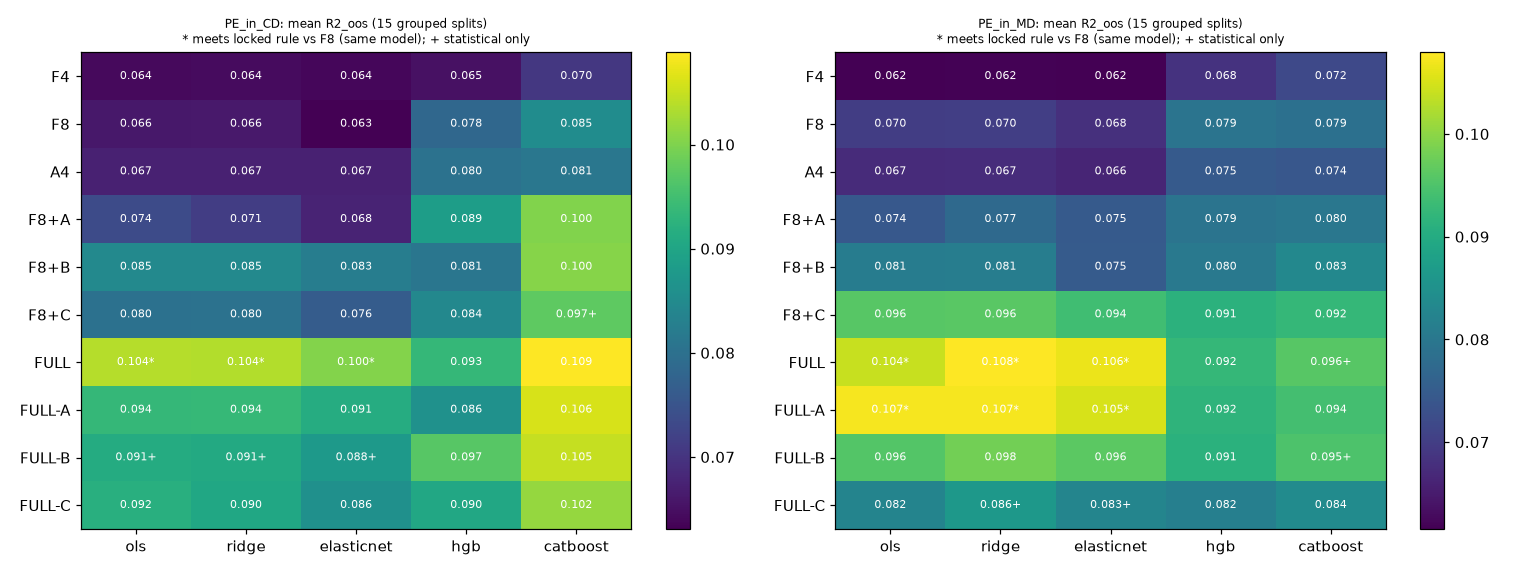 PE_in_CD: mean R2_oos (15 grouped splits)
* meets locked rule vs F8 (same model); + statistical only
F4 0.064 0.064 0.064 0.065 0.070
F8 0.066 0.066 0.063 0.078 0.085
A4 0.067 0.067 0.067 0.080 0.081
F8+A 0.074 0.071 0.068 0.089 0.100
F8+B 0.085 0.085 0.083 0.081 0.100
F8+C 0.080 0.080 0.076 0.084 0.097+
FULL 0.104* 0.104* 0.100* 0.093 0.109
FULL-A 0.094 0.094 0.091 0.086 0.106
FULL-B 0.091+ 0.091+ 0.088+ 0.097 0.105
FULL-C 0.092 0.090 0.086 0.090 0.102
ols ridge elasticnet hgb catboost
0.10
0.09
0.08
0.07
PE_in_MD: mean R2_oos (15 grouped splits)
* meets locked rule vs F8 (same model); + statistical only
F4 0.062 0.062 0.062 0.068 0.072
F8 0.070 0.070 0.068 0.079 0.079
A4 0.067 0.067 0.066 0.075 0.074
F8+A 0.074 0.077 0.075 0.079 0.080
F8+B 0.081 0.081 0.075 0.080 0.083
F8+C 0.096 0.096 0.094 0.091 0.092
FULL 0.104* 0.108* 0.106* 0.092 0.096+
FULL-A 0.107* 0.107* 0.105* 0.092 0.094
FULL-B 0.096 0.098 0.096 0.091 0.095+
FULL-C 0.082 0.086+ 0.083+ 0.082 0.084
ols ridge elasticnet hgb catboost
0.10
0.09
0.08
0.07